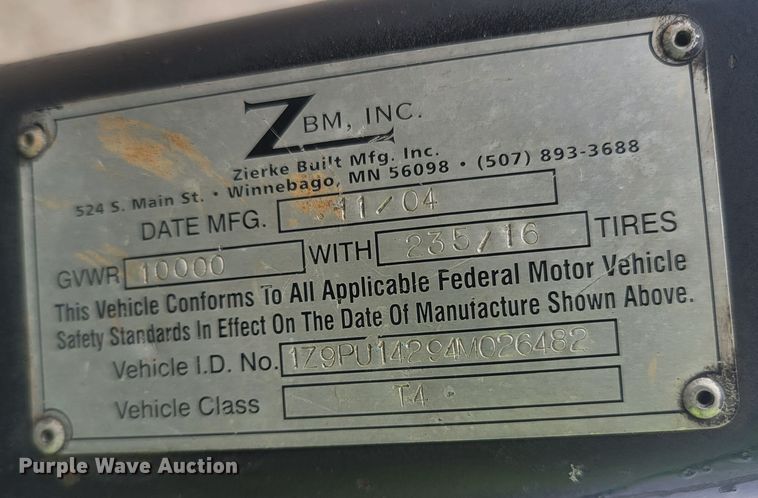 ZBM, INC.
Zierke Built Mfg. Inc.
524 S. Main St. • Winnebago, MN 56098 • (507) 893-3688
DATE MFG. 11/04
GVWR 10000 WITH 235/16 TIRES
This Vehicle Conforms To All Applicable Federal Motor Vehicle
Safety Standards In Effect On The Date Of Manufacture Shown Above.
Vehicle I.D. No. 1Z9PU14294M026482
Vehicle Class T4
Purple Wave Auction